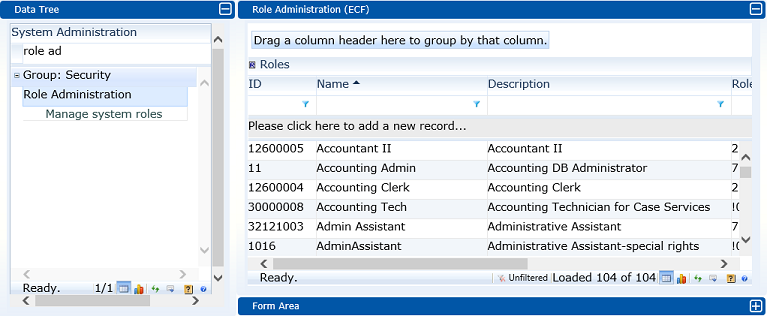 Data Tree
System Administration
role ad
Group: Security
Role Administration
Manage system roles
Ready. 1/1
Role Administration (ECF)
Drag a column header here to group by that column.
Roles
ID Name Description Role
Please click here to add a new record...
12600005 Accountant II Accountant II 2
11 Accounting Admin Accounting DB Administrator 7
12600004 Accounting Clerk Accounting Clerk 2
30000008 Accounting Tech Accounting Technician for Case Services
32121003 Admin Assistant Administrative Assistant 7
1016 AdminAssistant Administrative Assistant-special rights
Ready. Unfiltered Loaded 104 of 104
Form Area